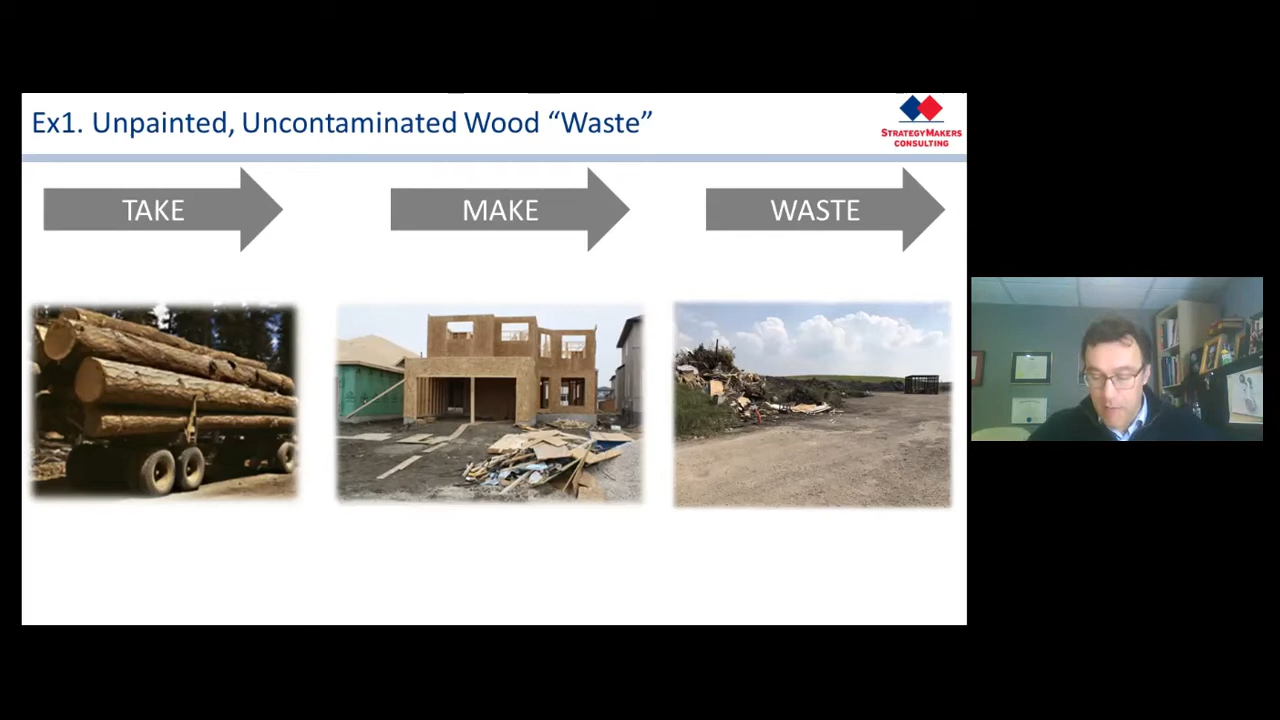 Ex1. Unpainted, Uncontaminated Wood “Waste”
STRATEGYMAKERS
CONSULTING
TAKE
MAKE
WASTE